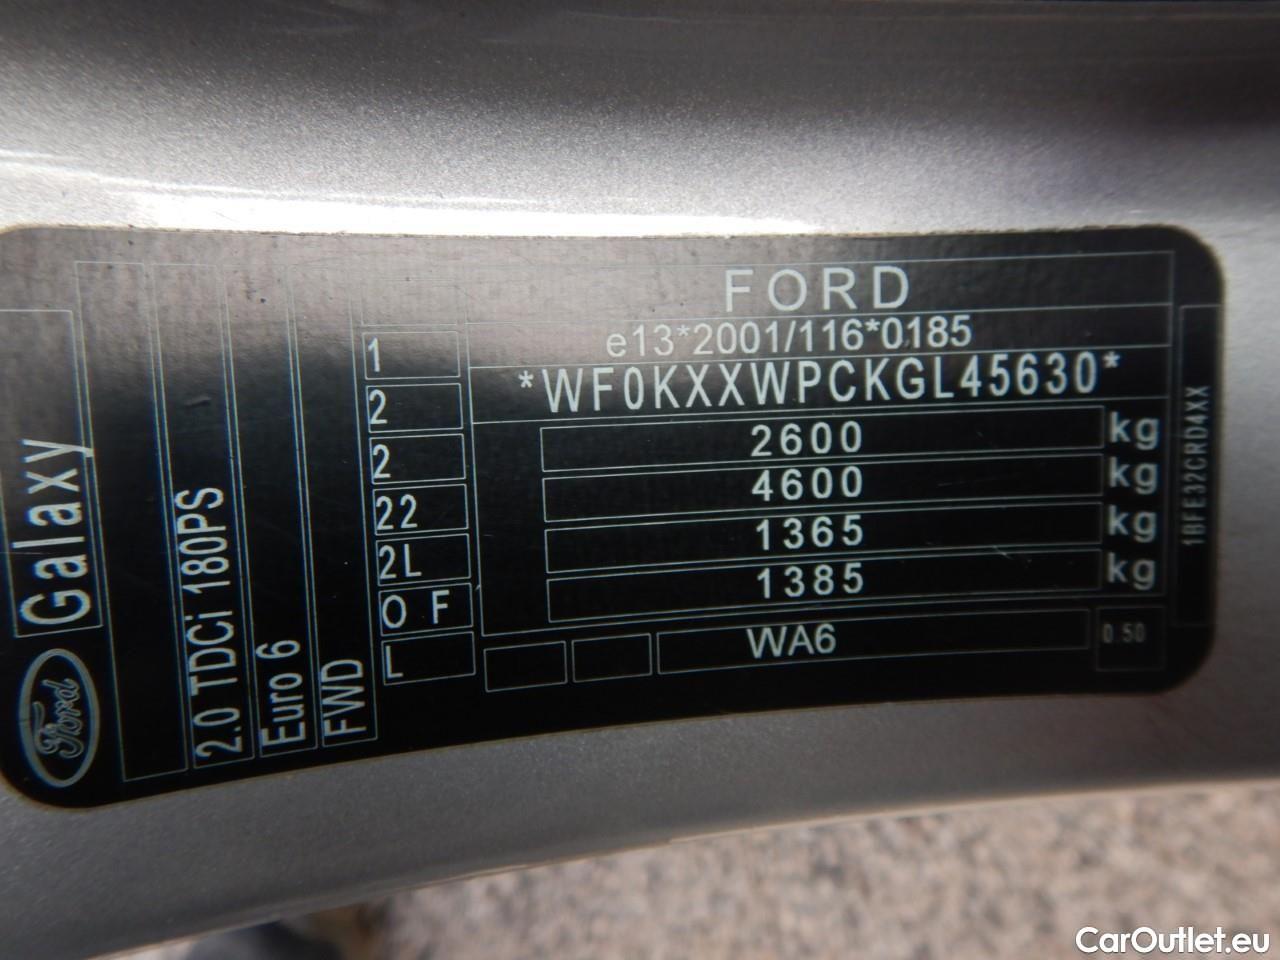 FORD
e13*2001/116*0185
*WF0KXXWPCKGL45630*
2600 kg
4600 kg
1365 kg
1385 kg
WA6
0.50
1
2
2
22
2L
O F
L
Ford
Galaxy
2.0 TDCi 180PS
Euro 6
FWD
1BFE32CRD4XX
CarOutlet.eu